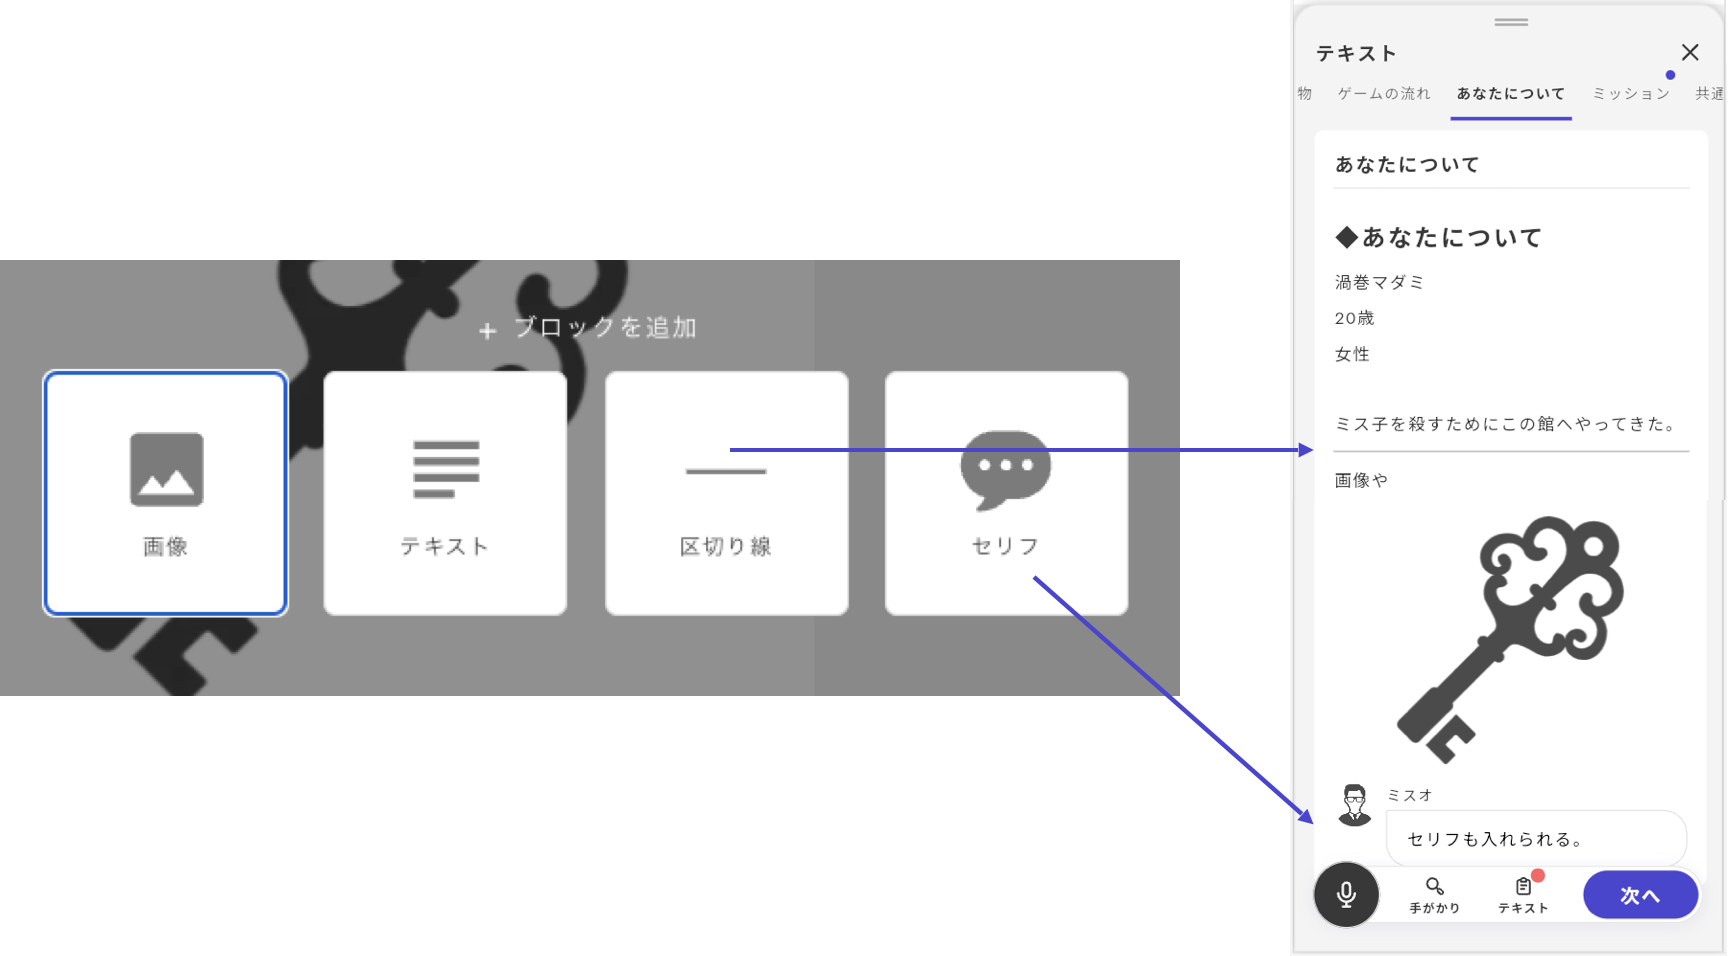 + ブロックを追加
画像
テキスト
区切り線
セリフ
テキスト
物 ゲームの流れ あなたについて ミッション 共通
あなたについて
◆あなたについて
渦巻マダミ
20歳
女性
ミス子を殺すためにこの館へやってきた。
画像や
ミスオ
セリフも入れられる。
手がかり テキスト 次へ